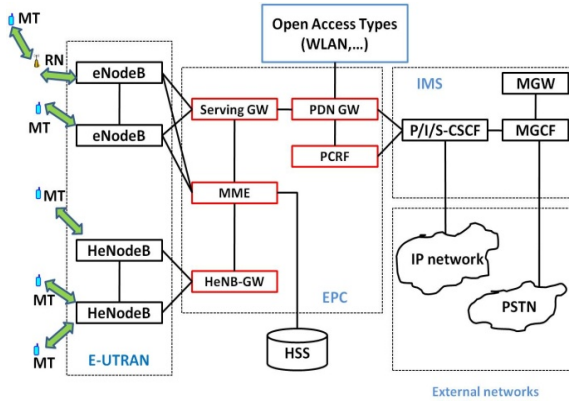 MT
RN
MT
MT
MT
MT
eNodeB
eNodeB
HeNodeB
HeNodeB
E-UTRAN
Open Access Types
(WLAN,...)
Serving GW
PDN GW
PCRF
MME
HeNB-GW
EPC
HSS
IMS
MGW
P/I/S-CSCF
MGCF
IP network
PSTN
External networks